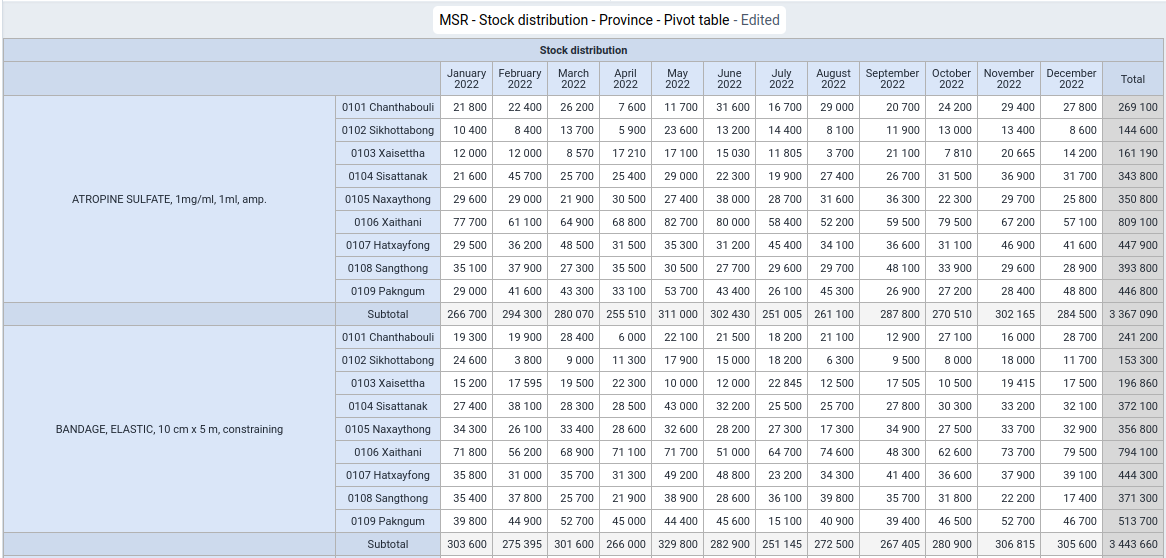 MSR - Stock distribution - Province - Pivot table - Edited
Stock distribution
January 2022 February 2022 March 2022 April 2022 May 2022 June 2022 July 2022 August 2022 September 2022 October 2022 November 2022 December 2022 Total
ATROPINE SULFATE, 1mg/ml, 1ml, amp.
0101 Chanthabouli 21 800 22 400 26 200 7 600 11 700 31 600 16 700 29 000 20 700 24 200 29 400 27 800 269 100
0102 Sikhottabong 10 400 8 400 13 700 5 900 23 600 13 200 14 400 8 100 11 900 13 000 13 400 8 600 144 600
0103 Xaisettha 12 000 12 000 8 570 17 210 17 100 15 030 11 805 3 700 21 100 7 810 20 665 14 200 161 190
0104 Sisattanak 21 600 45 700 25 700 25 400 29 000 22 300 19 900 27 400 26 700 31 500 36 900 31 700 343 800
0105 Naxaythong 29 600 29 000 21 900 30 500 27 400 38 000 28 700 31 600 36 300 22 300 29 700 25 800 350 800
0106 Xaithani 77 700 61 100 64 900 68 800 82 700 80 000 58 400 52 200 59 500 79 500 67 200 57 100 809 100
0107 Hatxayfong 29 500 36 200 48 500 31 500 35 300 31 200 45 400 34 100 36 600 31 100 46 900 41 600 447 900
0108 Sangthong 35 100 37 900 27 300 35 500 30 500 27 700 29 600 29 700 48 100 33 900 29 600 28 900 393 800
0109 Pakngum 29 000 41 600 43 300 33 100 53 700 43 400 26 100 45 300 26 900 27 200 28 400 48 800 446 800
Subtotal 266 700 294 300 280 070 255 510 311 000 302 430 251 005 261 100 287 800 270 510 302 165 284 500 3 367 090
BANDAGE, ELASTIC, 10 cm x 5 m, constraining
0101 Chanthabouli 19 300 19 900 28 400 6 000 22 100 21 500 18 200 21 100 12 900 27 100 16 000 28 700 241 200
0102 Sikhottabong 24 600 3 800 9 000 11 300 17 900 15 000 18 200 6 300 9 500 8 000 18 000 11 700 153 300
0103 Xaisettha 15 200 17 595 19 500 22 300 10 000 12 000 22 845 12 500 17 505 10 500 19 415 17 500 196 860
0104 Sisattanak 27 400 38 100 28 300 28 500 43 000 32 200 25 500 25 700 27 800 30 300 33 200 32 100 372 100
0105 Naxaythong 34 300 26 100 33 400 28 600 32 600 28 200 27 300 17 300 34 900 27 500 33 700 32 900 356 800
0106 Xaithani 71 800 56 200 68 900 71 100 71 700 51 000 64 700 74 600 48 300 62 600 73 700 79 500 794 100
0107 Hatxayfong 35 800 31 000 35 700 31 300 49 200 48 800 23 200 34 300 41 400 36 600 37 900 39 100 444 300
0108 Sangthong 35 400 37 800 25 700 21 900 38 900 28 600 36 100 39 800 35 700 31 800 22 200 17 400 371 300
0109 Pakngum 39 800 44 900 52 700 45 000 44 400 45 600 15 100 40 900 39 400 46 500 52 700 46 700 513 700
Subtotal 303 600 275 395 301 600 266 000 329 800 282 900 251 145 272 500 267 405 280 900 306 815 305 600 3 443 660